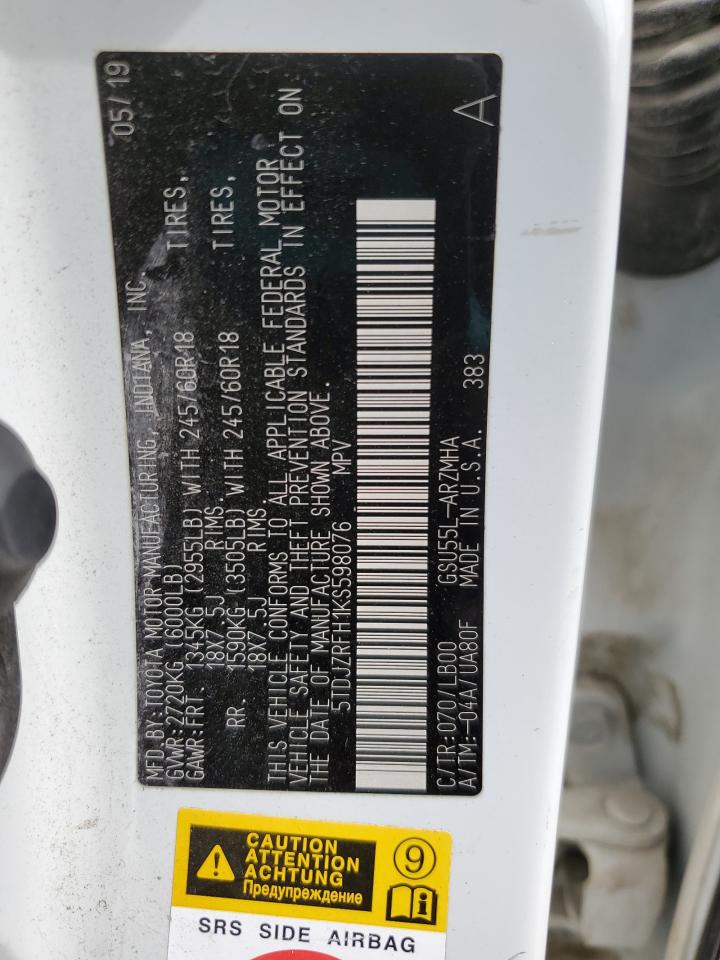 MFD BY:TOYOTA MOTOR MANUFACTURING, INDIANA, INC. 05/19
GVWR:2720KG (6000LB)
GAWR:FRT. 1345KG (2955LB) WITH 245/60R18 TIRES,
18X7.5J RIMS.
RR. 1590KG (3505LB) WITH 245/60R18 TIRES,
18X7.5J RIMS.
THIS VEHICLE CONFORMS TO ALL APPLICABLE FEDERAL MOTOR
VEHICLE SAFETY AND THEFT PREVENTION STANDARDS IN EFFECT ON
THE DATE OF MANUFACTURE SHOWN ABOVE.
5TDJZRFH1KS598076 MPV
C/TR:070/LB00 GSU55L-ARZMHA 383 A
A/TM:-04A/UA80F MADE IN U.S.A.
CAUTION
ATTENTION
ACHTUNG
Предупреждение
9
i
SRS SIDE AIRBAG